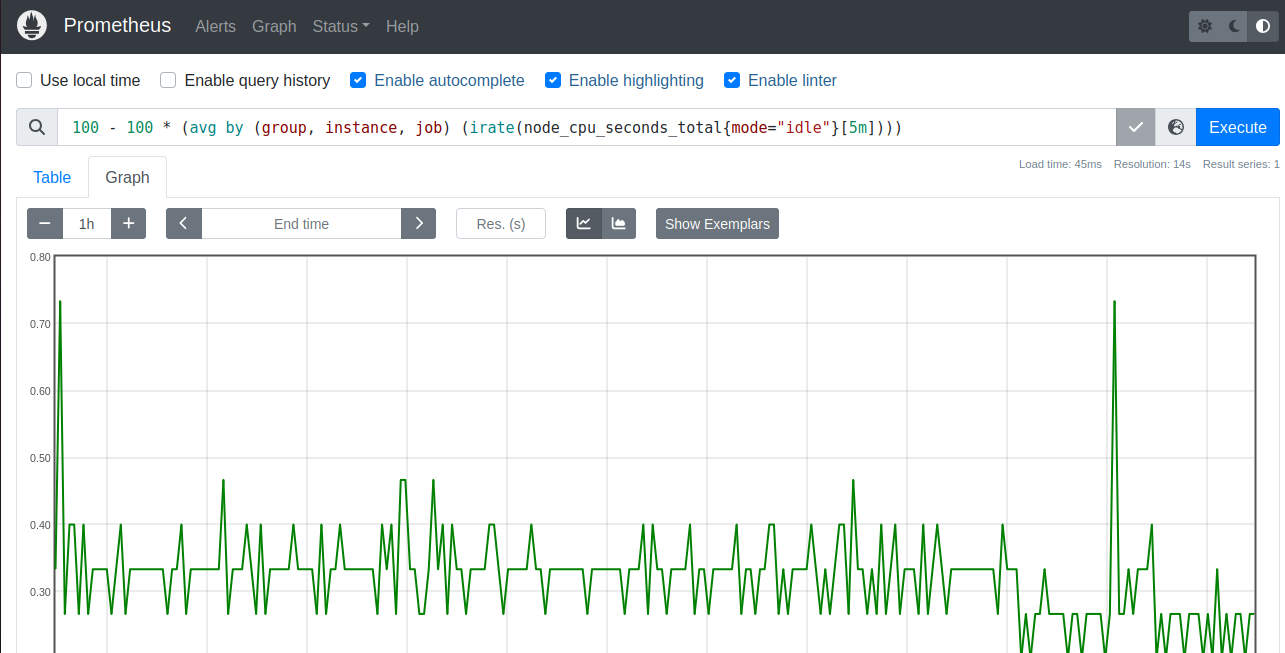 Prometheus Alerts Graph Status Help
Use local time Enable query history Enable autocomplete Enable highlighting Enable linter
100 - 100 * (avg by (group, instance, job) (irate(node_cpu_seconds_total{mode="idle"}[5m]))) Execute
Load time: 45ms Resolution: 14s Result series: 1
Table Graph
1h End time Res. (s) Show Exemplars
0.80
0.70
0.60
0.50
0.40
0.30